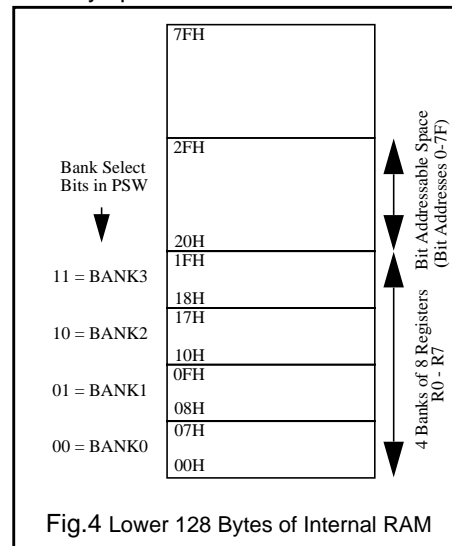 7FH
2FH
Bank Select
Bits in PSW
20H
1FH
11 = BANK3
18H
17H
10 = BANK2
10H
0FH
01 = BANK1
08H
07H
00 = BANK0
00H
Bit Addressable Space
(Bit Addresses 0-7F)
4 Banks of 8 Registers
R0 - R7
Fig.4 Lower 128 Bytes of Internal RAM